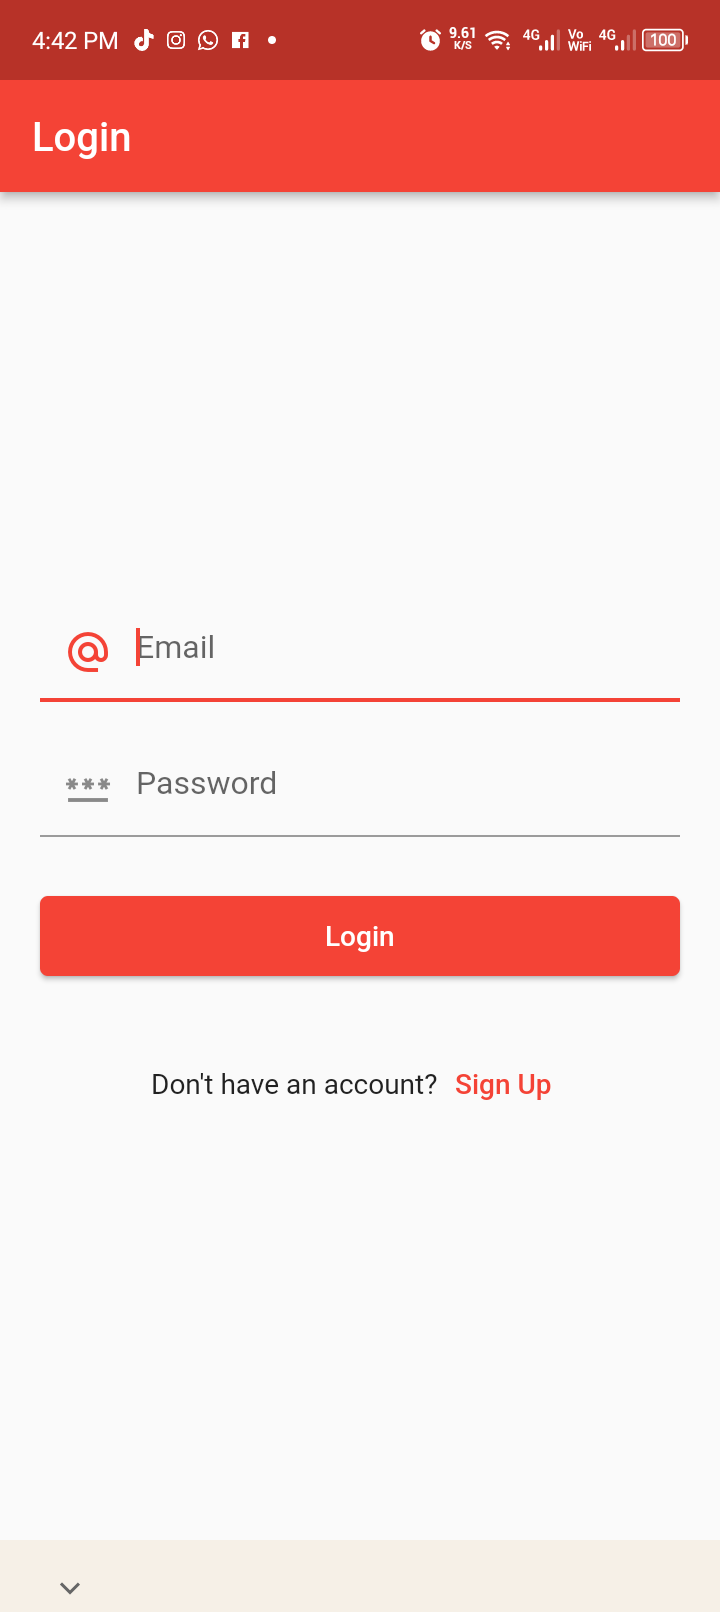 4:42 PM 9.61 K/S 4G Vo WiFi 4G 100
Login
Email
*** Password
Login
Don't have an account? Sign Up